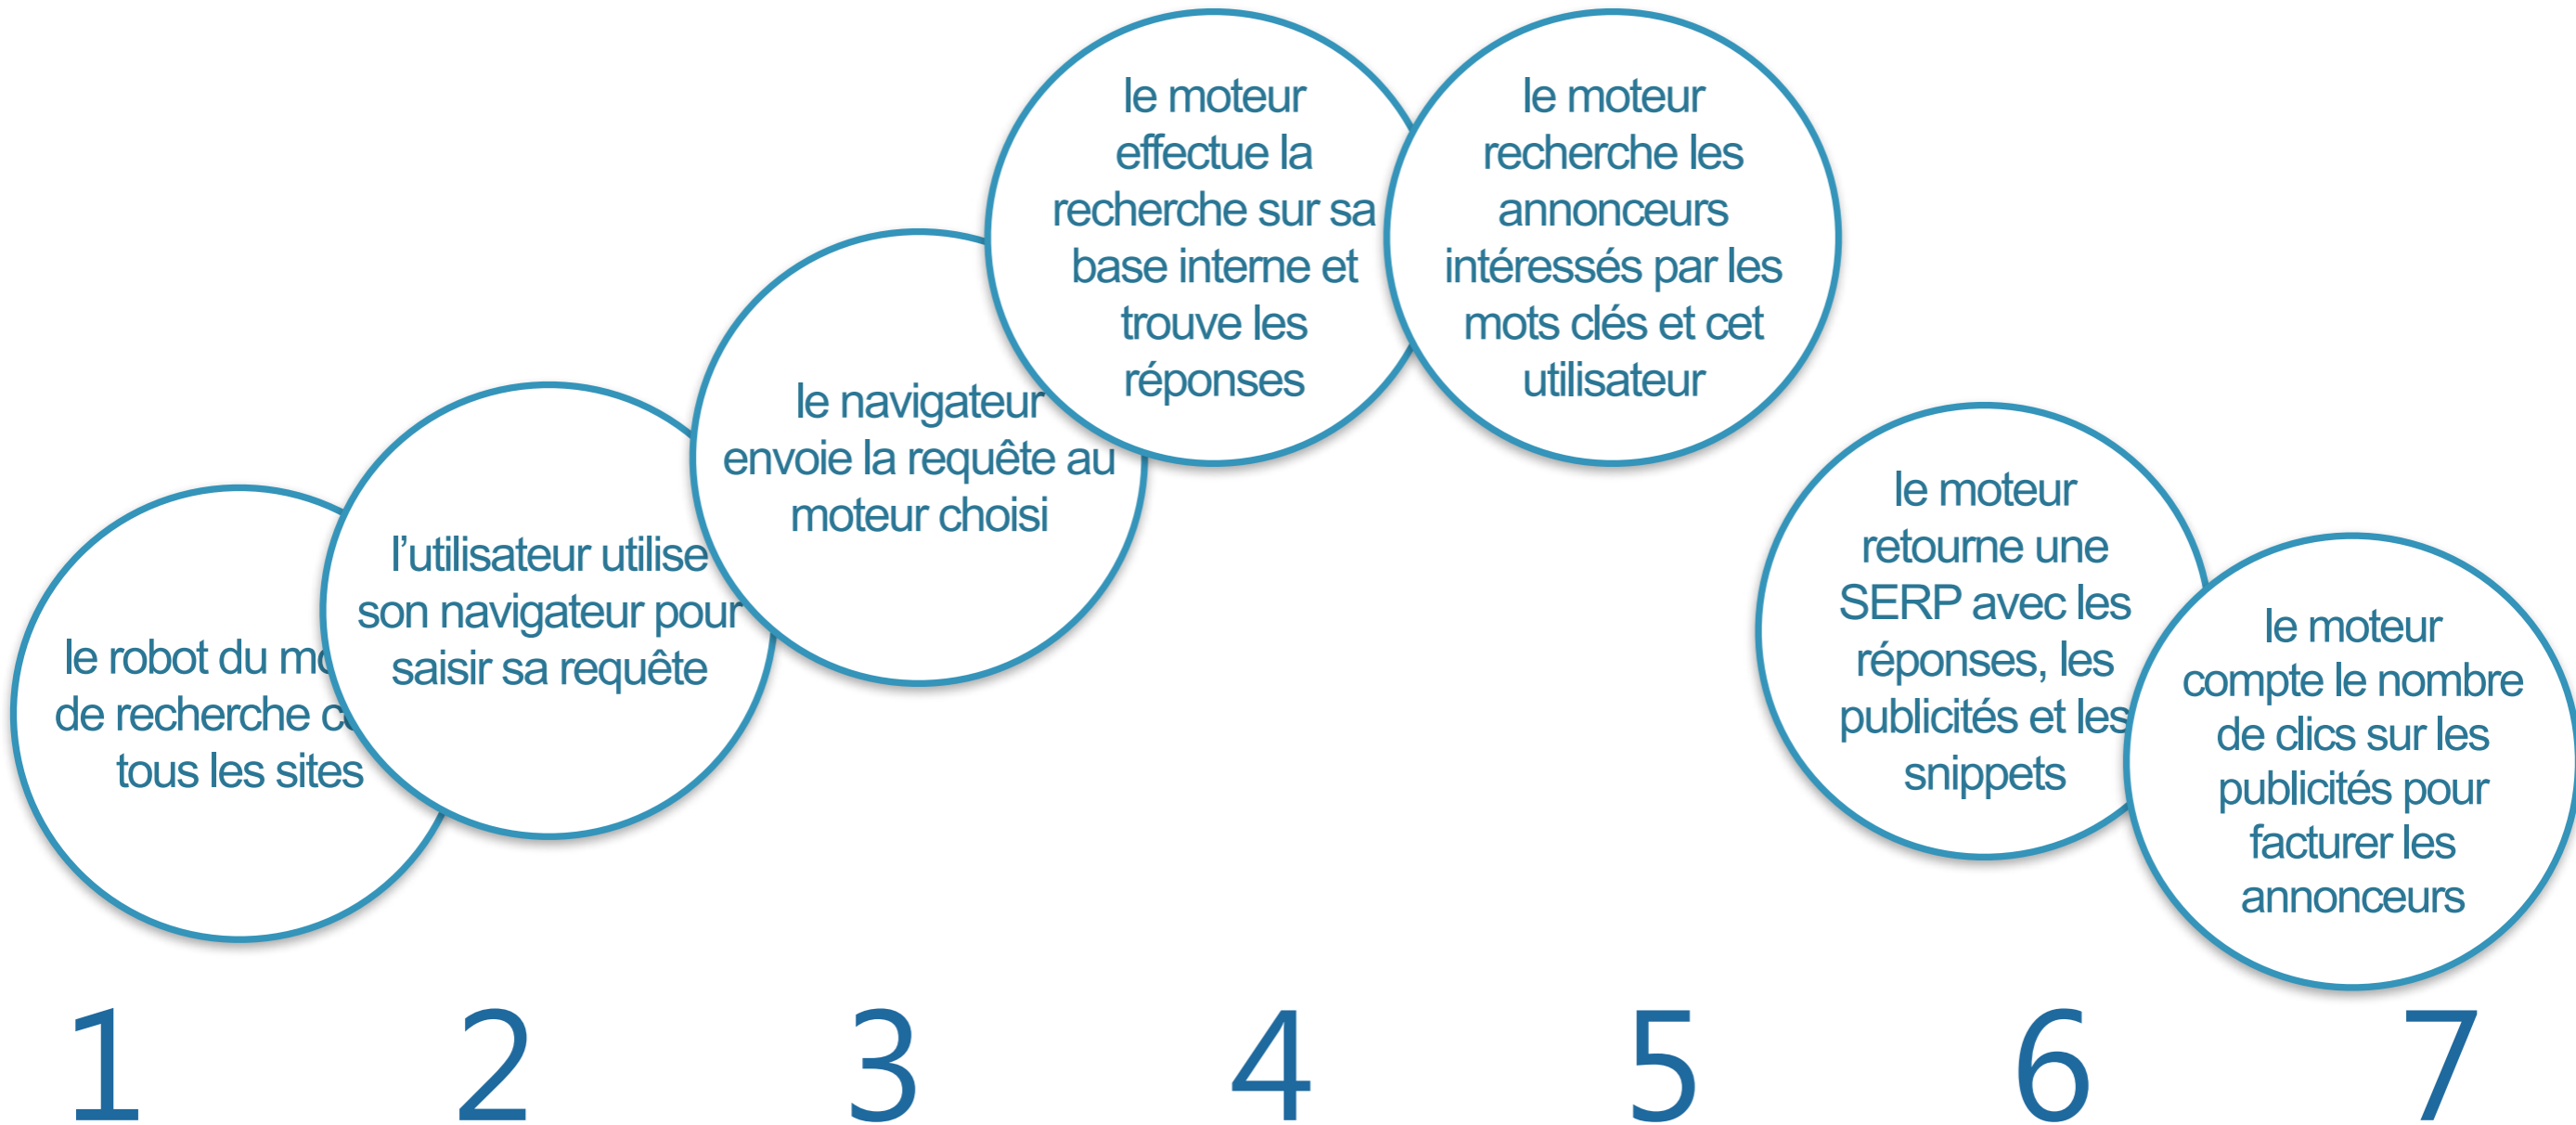 le robot du
de recherche
tous les sites
l’utilisateur utilise
son navigateur pour
saisir sa requête
le navigateur
envoie la requête au
moteur choisi
le moteur
effectue la
recherche sur sa
base interne et
trouve les
réponses
le moteur
recherche les
annonceurs
intéressés par les
mots clés et cet
utilisateur
le moteur
retourne une
SERP avec les
réponses, les
publicités et les
snippets
le moteur
compte le nombre
de clics sur les
publicités pour
facturer les
annonceurs
1 2 3 4 5 6 7